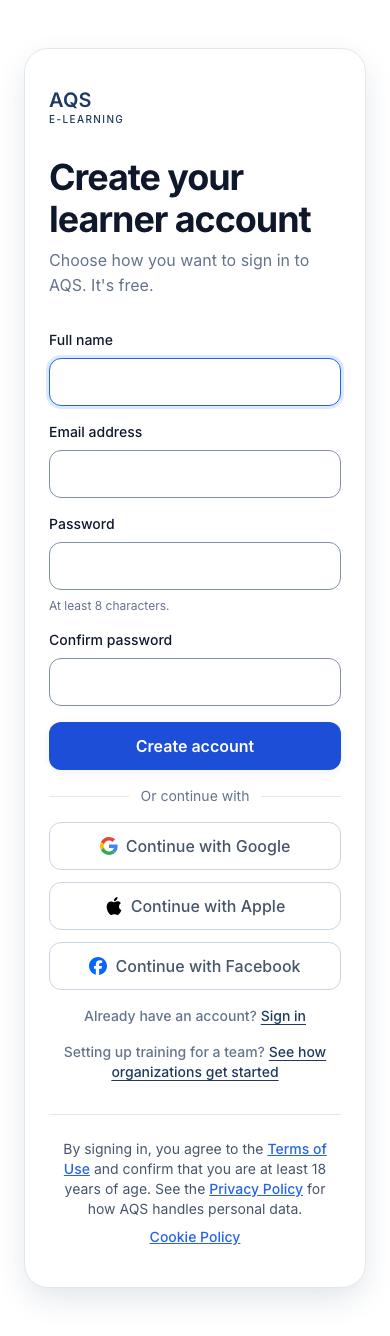 AQS
E-LEARNING
Create your
learner account
Choose how you want to sign in to
AQS. It's free.
Full name
Email address
Password
At least 8 characters.
Confirm password
Create account
Or continue with
Continue with Google
Continue with Apple
Continue with Facebook
Already have an account? Sign in
Setting up training for a team? See how
organizations get started
By signing in, you agree to the Terms of
Use and confirm that you are at least 18
years of age. See the Privacy Policy for
how AQS handles personal data.
Cookie Policy